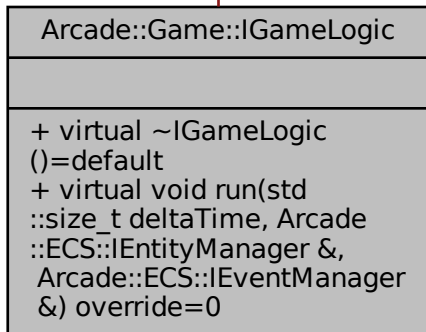 Arcade::Game::IGameLogic
+ virtual ~IGameLogic
()=default
+ virtual void run(std
::size_t deltaTime, Arcade
::ECS::IEntityManager &,
Arcade::ECS::IEventManager
&) override=0